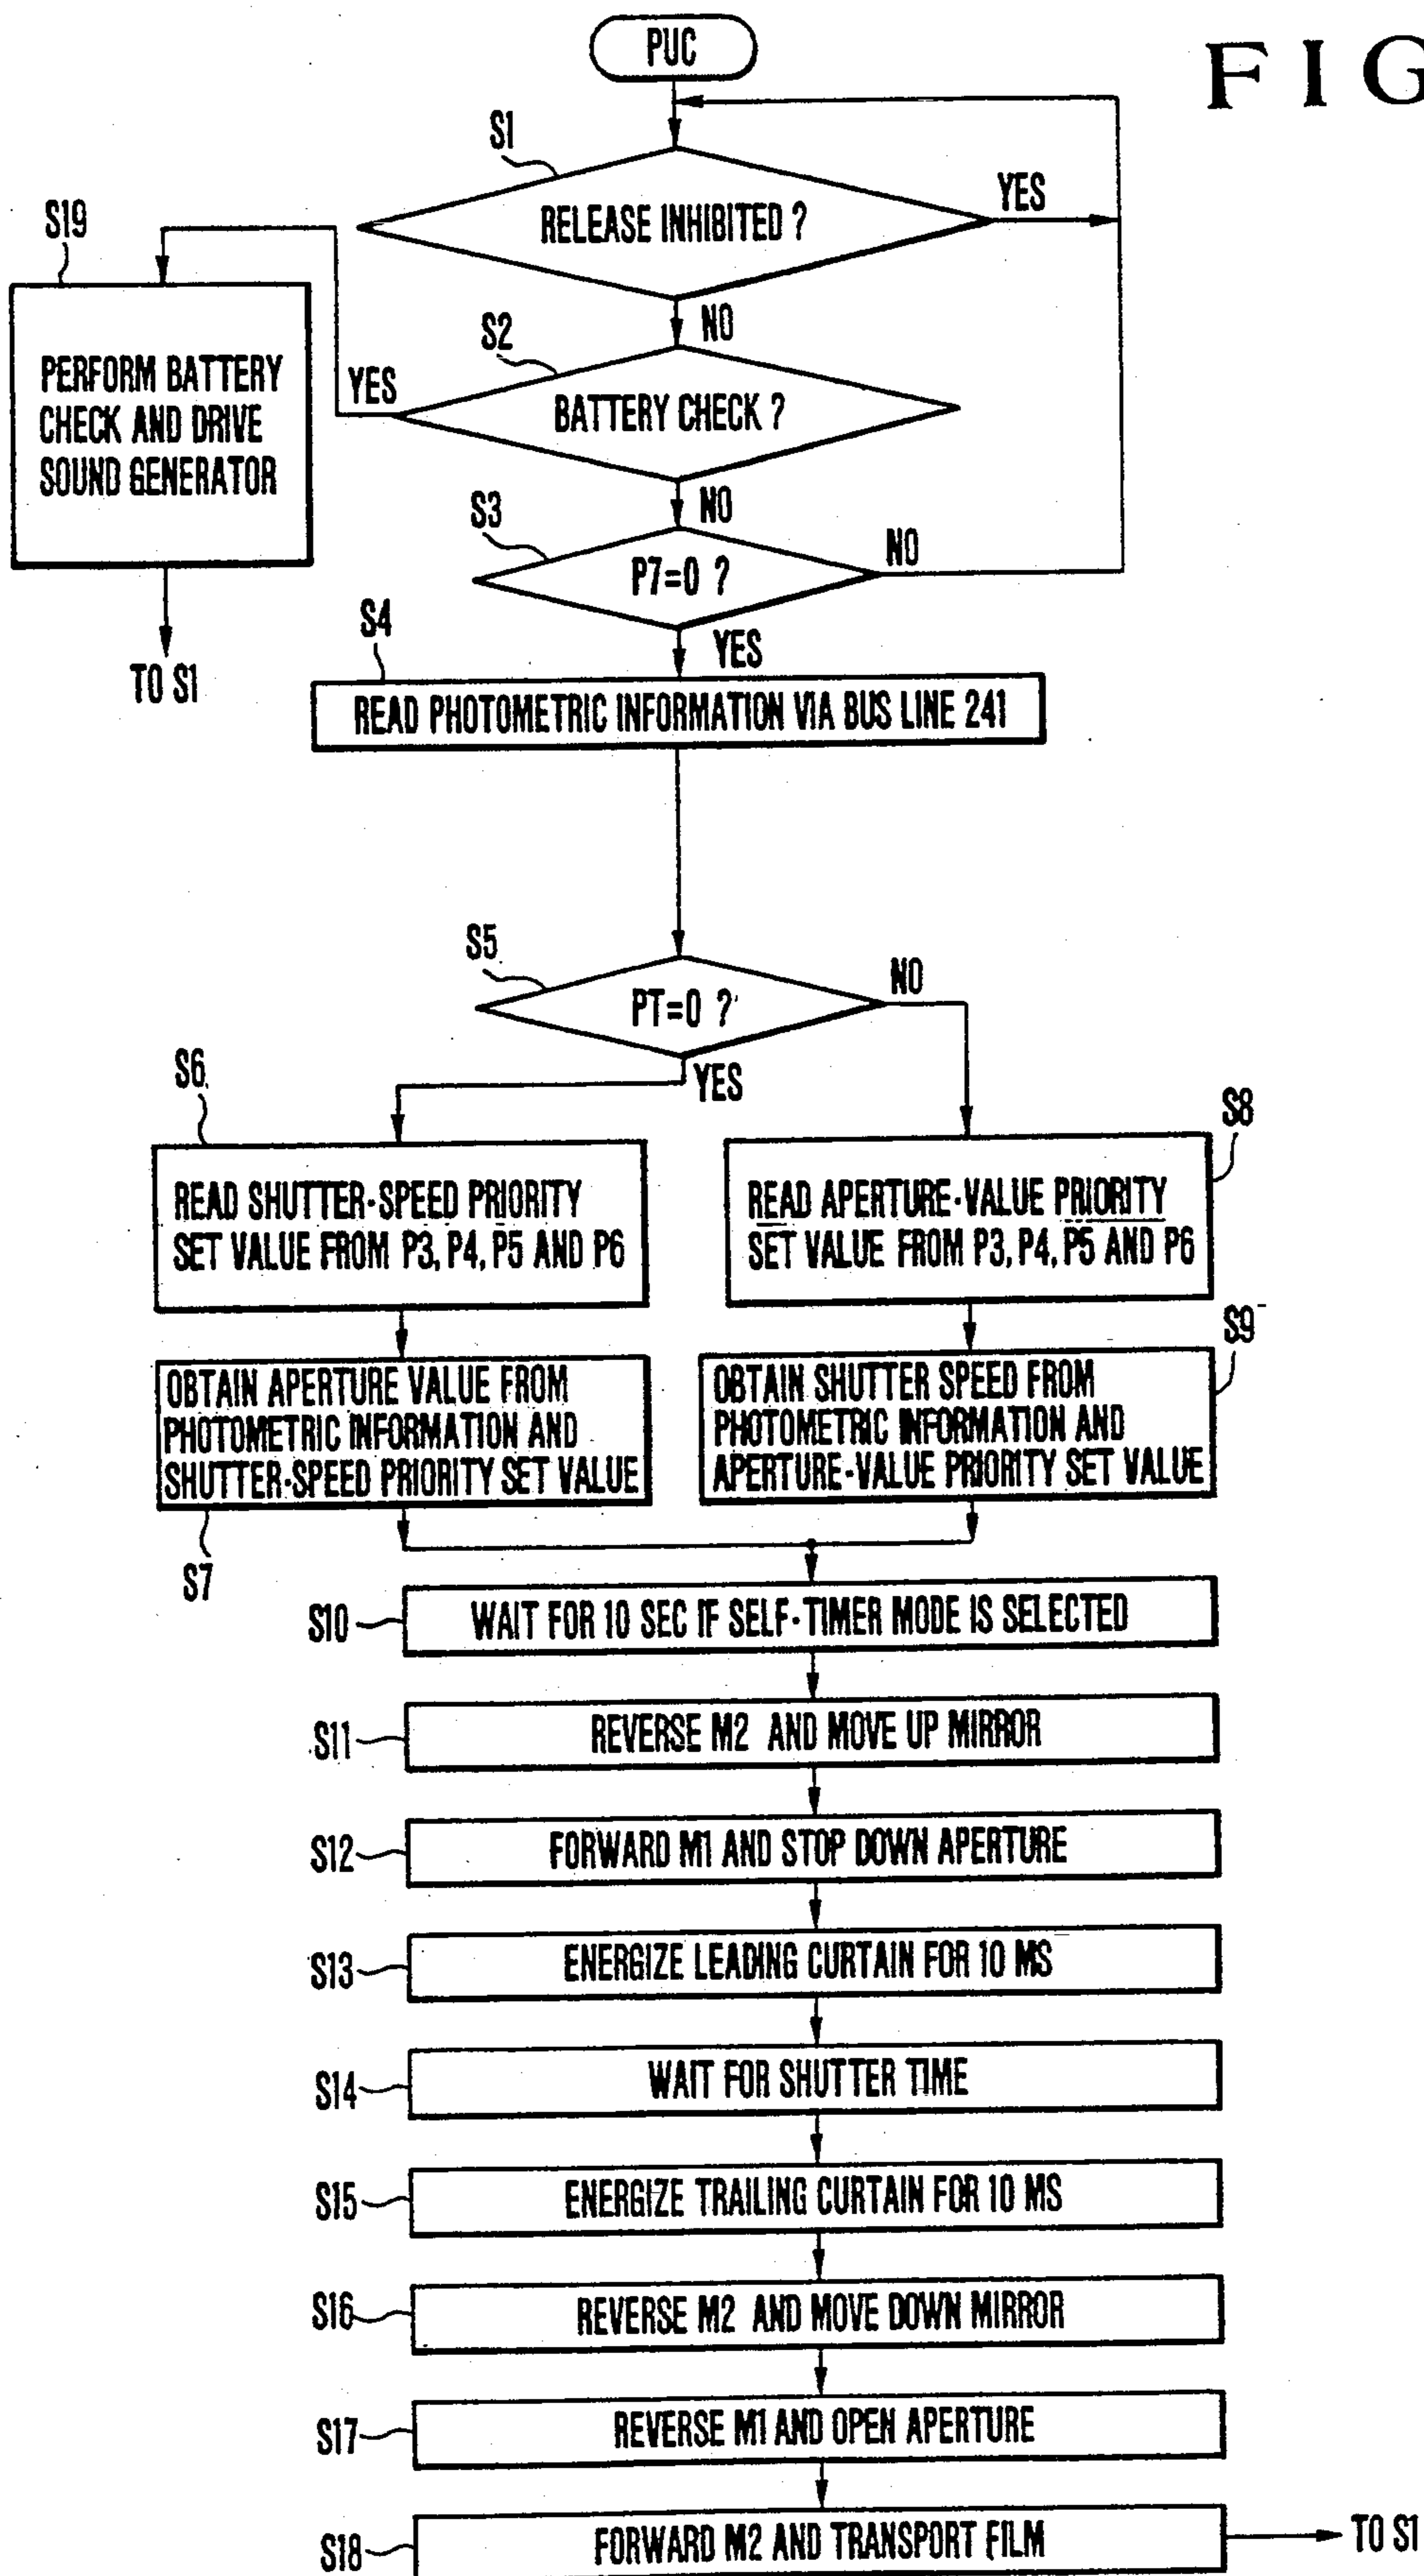 PUC
FIG
S1
RELEASE INHIBITED ?
YES
S19
NO
S2
PERFORM BATTERY
CHECK AND DRIVE
SOUND GENERATOR
YES
BATTERY CHECK ?
NO
S3
P7=0 ?
NO
TO S1
YES
S4
READ PHOTOMETRIC INFORMATION VIA BUS LINE 241
S5
PT=0 ?
NO
YES
S6
READ SHUTTER-SPEED PRIORITY
SET VALUE FROM P3, P4, P5 AND P6
S8
READ APERTURE-VALUE PRIORITY
SET VALUE FROM P3, P4, P5 AND P6
OBTAIN APERTURE VALUE FROM
PHOTOMETRIC INFORMATION AND
SHUTTER-SPEED PRIORITY SET VALUE
S7
S9
OBTAIN SHUTTER SPEED FROM
PHOTOMETRIC INFORMATION AND
APERTURE-VALUE PRIORITY SET VALUE
S10
WAIT FOR 10 SEC IF SELF-TIMER MODE IS SELECTED
S11
REVERSE M2 AND MOVE UP MIRROR
S12
FORWARD M1 AND STOP DOWN APERTURE
S13
ENERGIZE LEADING CURTAIN FOR 10 MS
S14
WAIT FOR SHUTTER TIME
S15
ENERGIZE TRAILING CURTAIN FOR 10 MS
S16
REVERSE M2 AND MOVE DOWN MIRROR
S17
REVERSE M1 AND OPEN APERTURE
S18
FORWARD M2 AND TRANSPORT FILM
TO S1